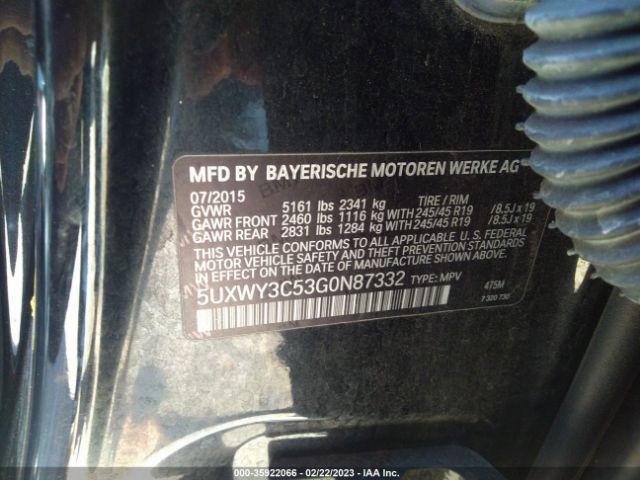 MFD BY BAYERISCHE MOTOREN WERKE AG
07/2015
GVWR 5161 lbs 2341 kg TIRE / RIM
GAWR FRONT 2460 lbs 1116 kg WITH 245/45 R19 / 8.5J x 19
GAWR REAR 2831 lbs 1284 kg WITH 245/45 R19 / 8.5J x 19
THIS VEHICLE CONFORMS TO ALL APPLICABLE U. S. FEDERAL
MOTOR VEHICLE SAFETY AND THEFT PREVENTION STANDARDS
IN EFFECT ON THE DATE OF MANUFACTURE SHOWN ABOVE.
5UXWY3C53G0N87332 TYPE: MPV 475M
7 320 730
000-35922066 - 02/22/2023 - IAA Inc.